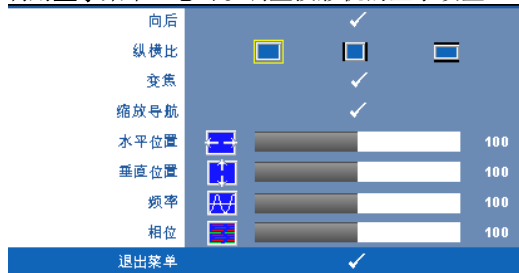 向后
纵横比
变焦
缩放导航
水平位置 100
垂直位置 100
频率 100
相位 100
退出菜单